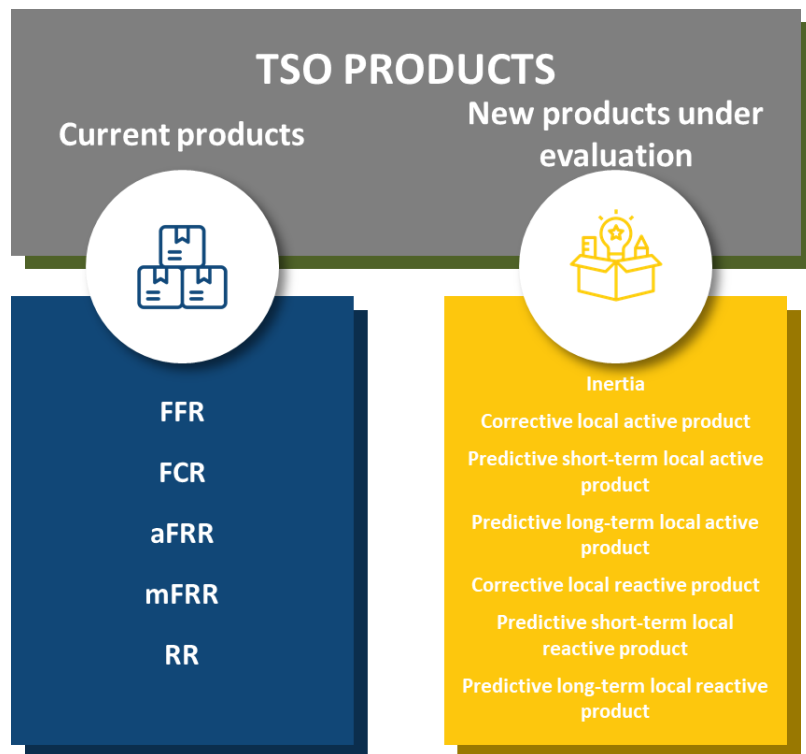 TSO PRODUCTS
Current products
New products under
evaluation
FFR
FCR
aFRR
mFRR
RR
Inertia
Corrective local active product
Predictive short-term local active
product
Predictive long-term local active
product
Corrective local reactive product
Predictive short-term local
reactive product
Predictive long-term local reactive
product